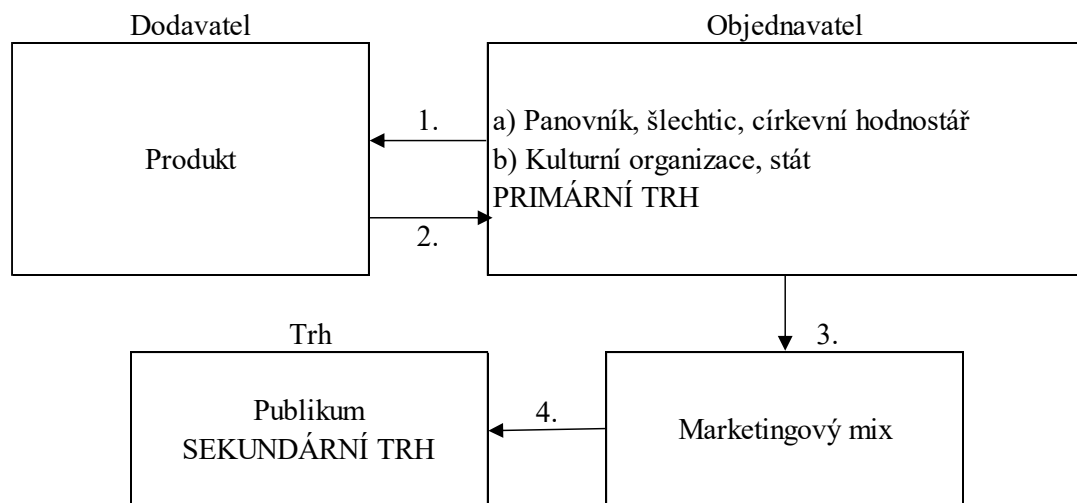 Dodavatel
Objednavatel
Produkt
1.
2.
a) Panovník, šlechtic, církevní hodnostář
b) Kulturní organizace, stát
PRIMÁRNÍ TRH
3.
Trh
Publikum
SEKUNDÁRNÍ TRH
4.
Marketingový mix